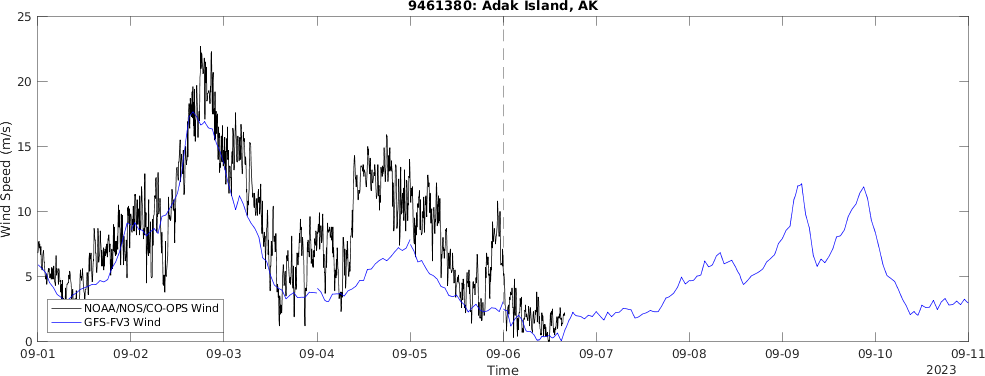 9461380: Adak Island, AK
Wind Speed (m/s)
25
20
15
10
5
0
NOAA/NOS/CO-OPS Wind
GFS-FV3 Wind
09-01 09-02 09-03 09-04 09-05 09-06 09-07 09-08 09-09 09-10 09-11
Time
2023